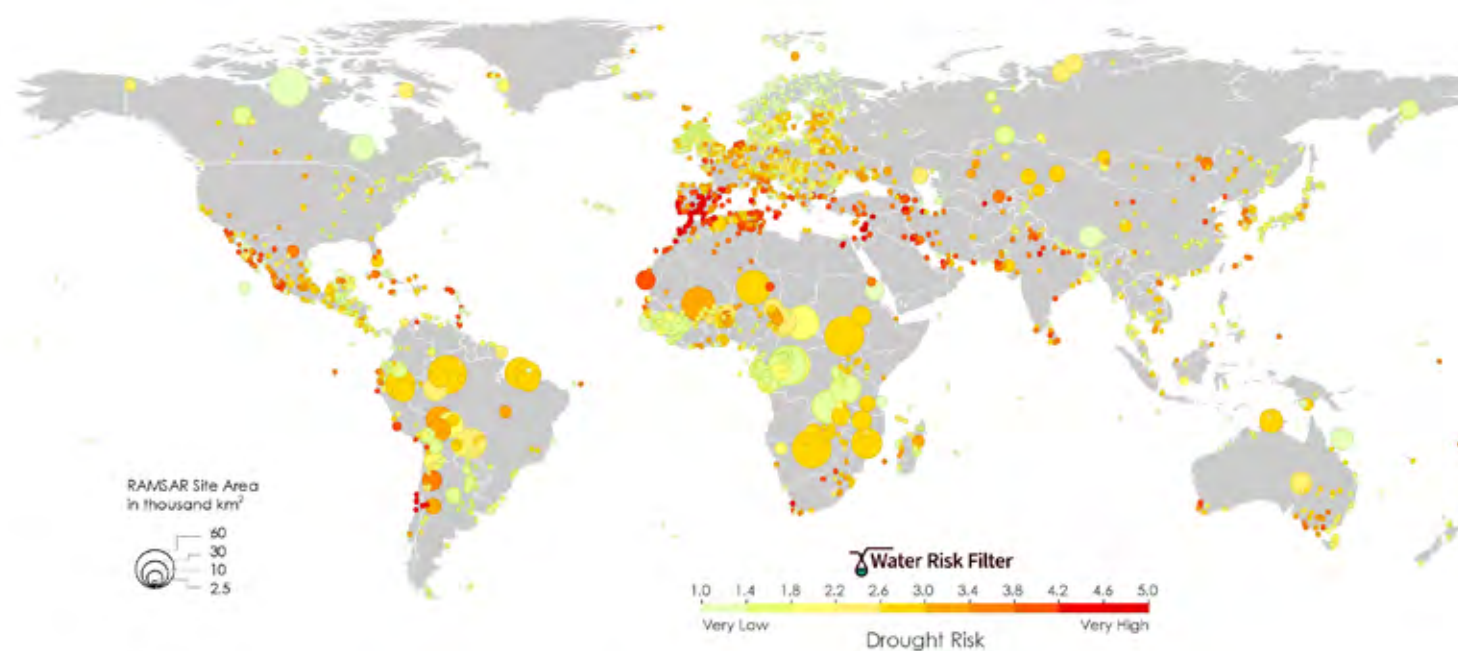 RAMSAR Site Area
in thousand km²
60
30
10
2.5
Water Risk Filter
1.0 1.4 1.8 2.2 2.6 3.0 3.4 3.8 4.2 4.6 5.0
Very Low Very High
Drought Risk